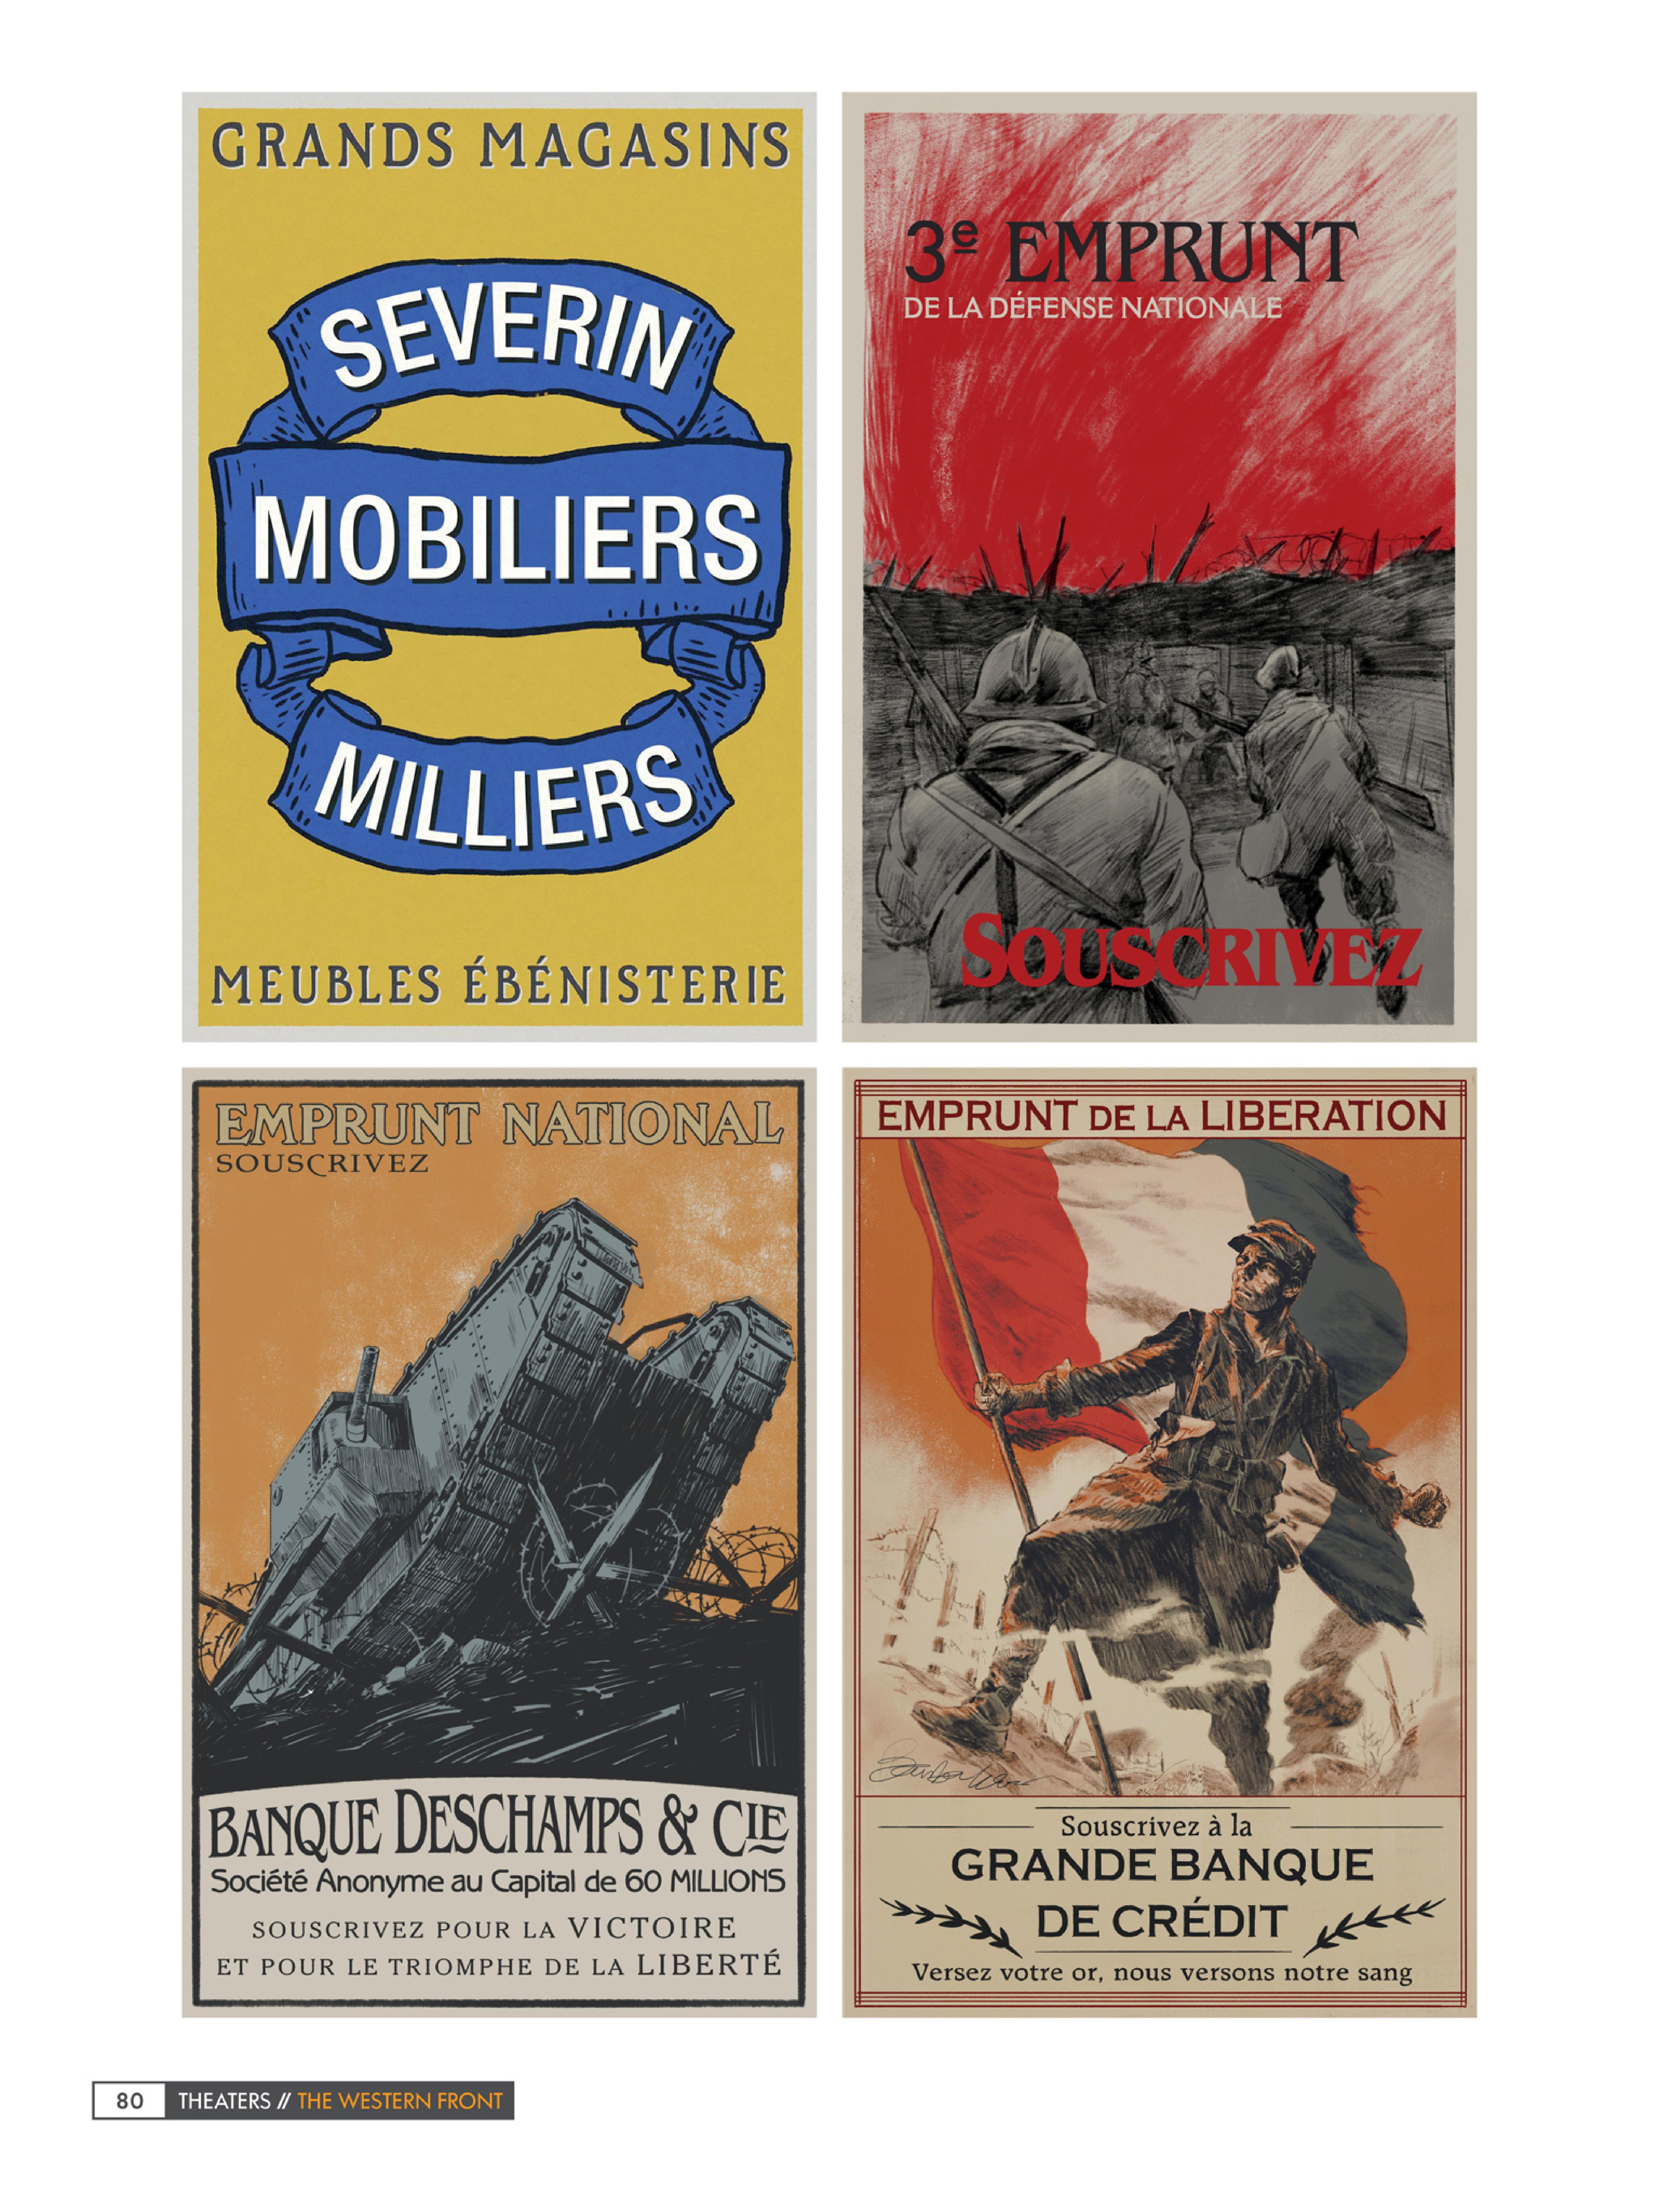 GRANDS MAGASINS
SEVERIN
MOBILIERS
MILLIERS
MEUBLES ÉBÉNISTERIE
3e EMPRUNT
DE LA DÉFENSE NATIONALE
SOUSCRIVEZ
EMPRUNT NATIONAL
SOUSCRIVEZ
BANQUE DESCHAMPS & CIE
Société Anonyme au Capital de 60 MILLIONS
SOUSCRIVEZ POUR LA VICTOIRE
ET POUR LE TRIOMPHE DE LA LIBERTÉ
EMPRUNT DE LA LIBERATION
Souscrivez à la
GRANDE BANQUE
DE CRÉDIT
Versez votre or, nous versons notre sang
80 THEATERS // THE WESTERN FRONT